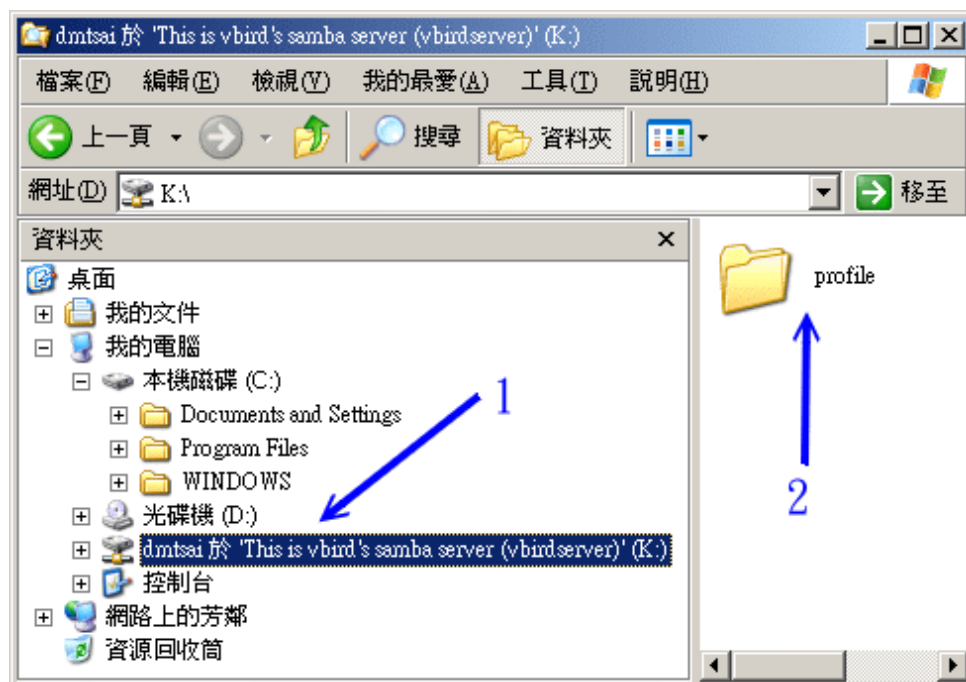 dmtsai 於 'This is vbird's samba server (vbirdserver)' (K:)
檔案(F) 編輯(E) 檢視(V) 我的最愛(A) 工具(T) 說明(H)
上一頁 搜尋 資料夾
網址(D) K:\ 移至
資料夾
桌面
我的文件
我的電腦
本機磁碟 (C:)
Documents and Settings
Program Files
WINDOWS
光碟機 (D:)
dmtsai 於 'This is vbird's samba server (vbirdserver)' (K:)
控制台
網路上的芳鄰
資源回收筒
1
profile
2